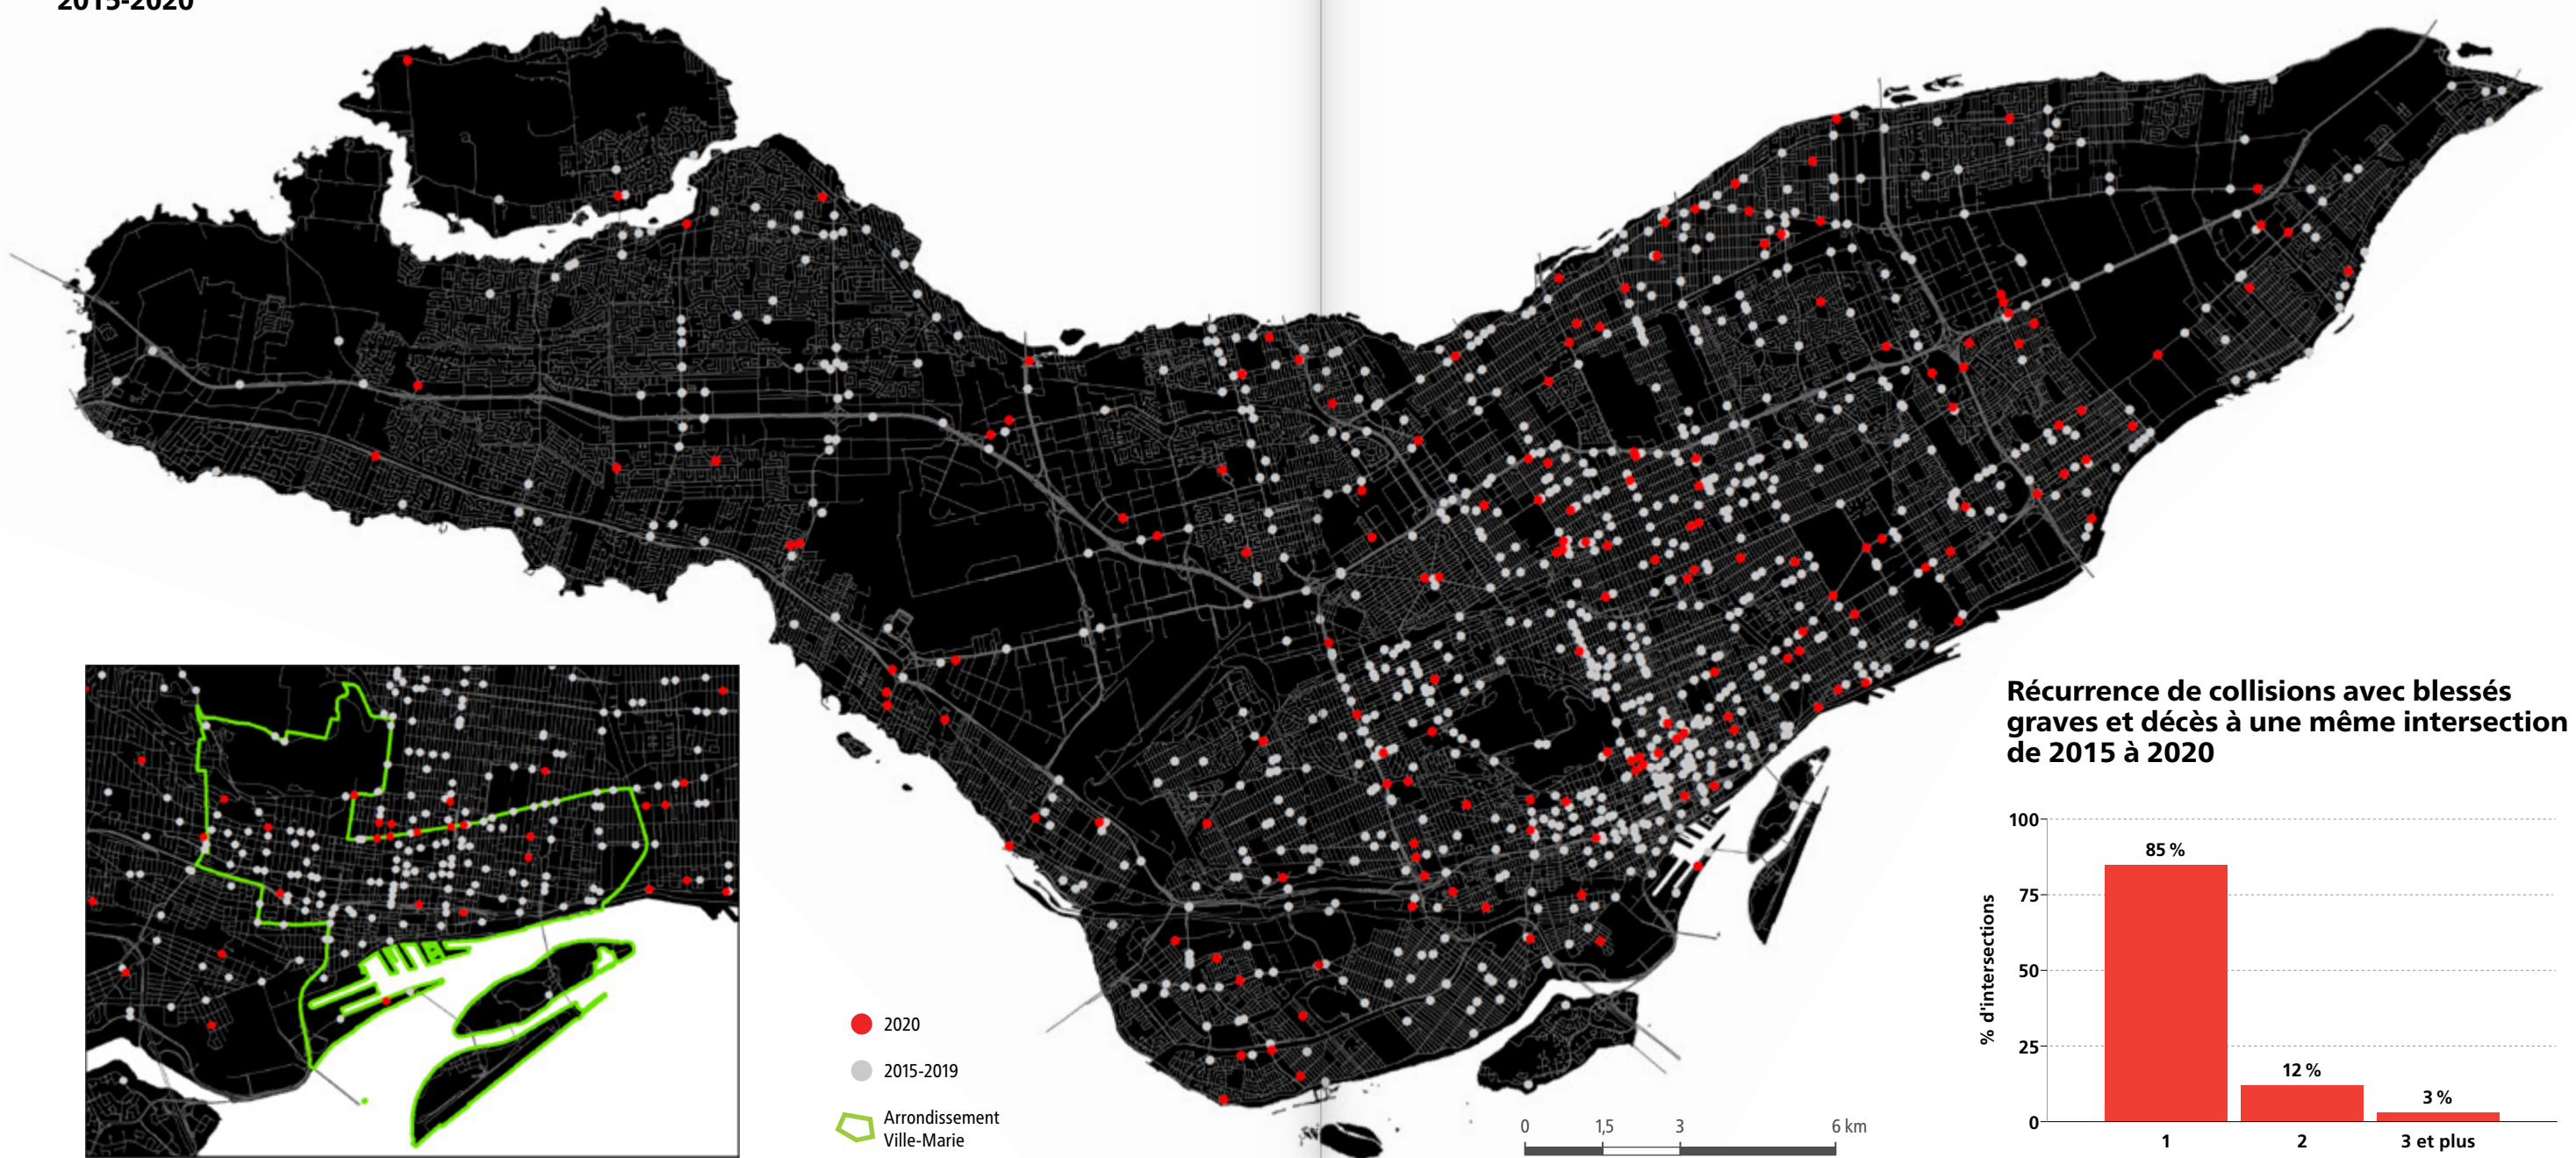 2015-2020
2020
2015-2019
Arrondissement
Ville-Marie
0 1,5 3 6 km
Récurrence de collisions avec blessés
graves et décès à une même intersection
de 2015 à 2020
% d'intersections
100
75
50
25
0
85 %
12 %
3 %
1 2 3 et plus